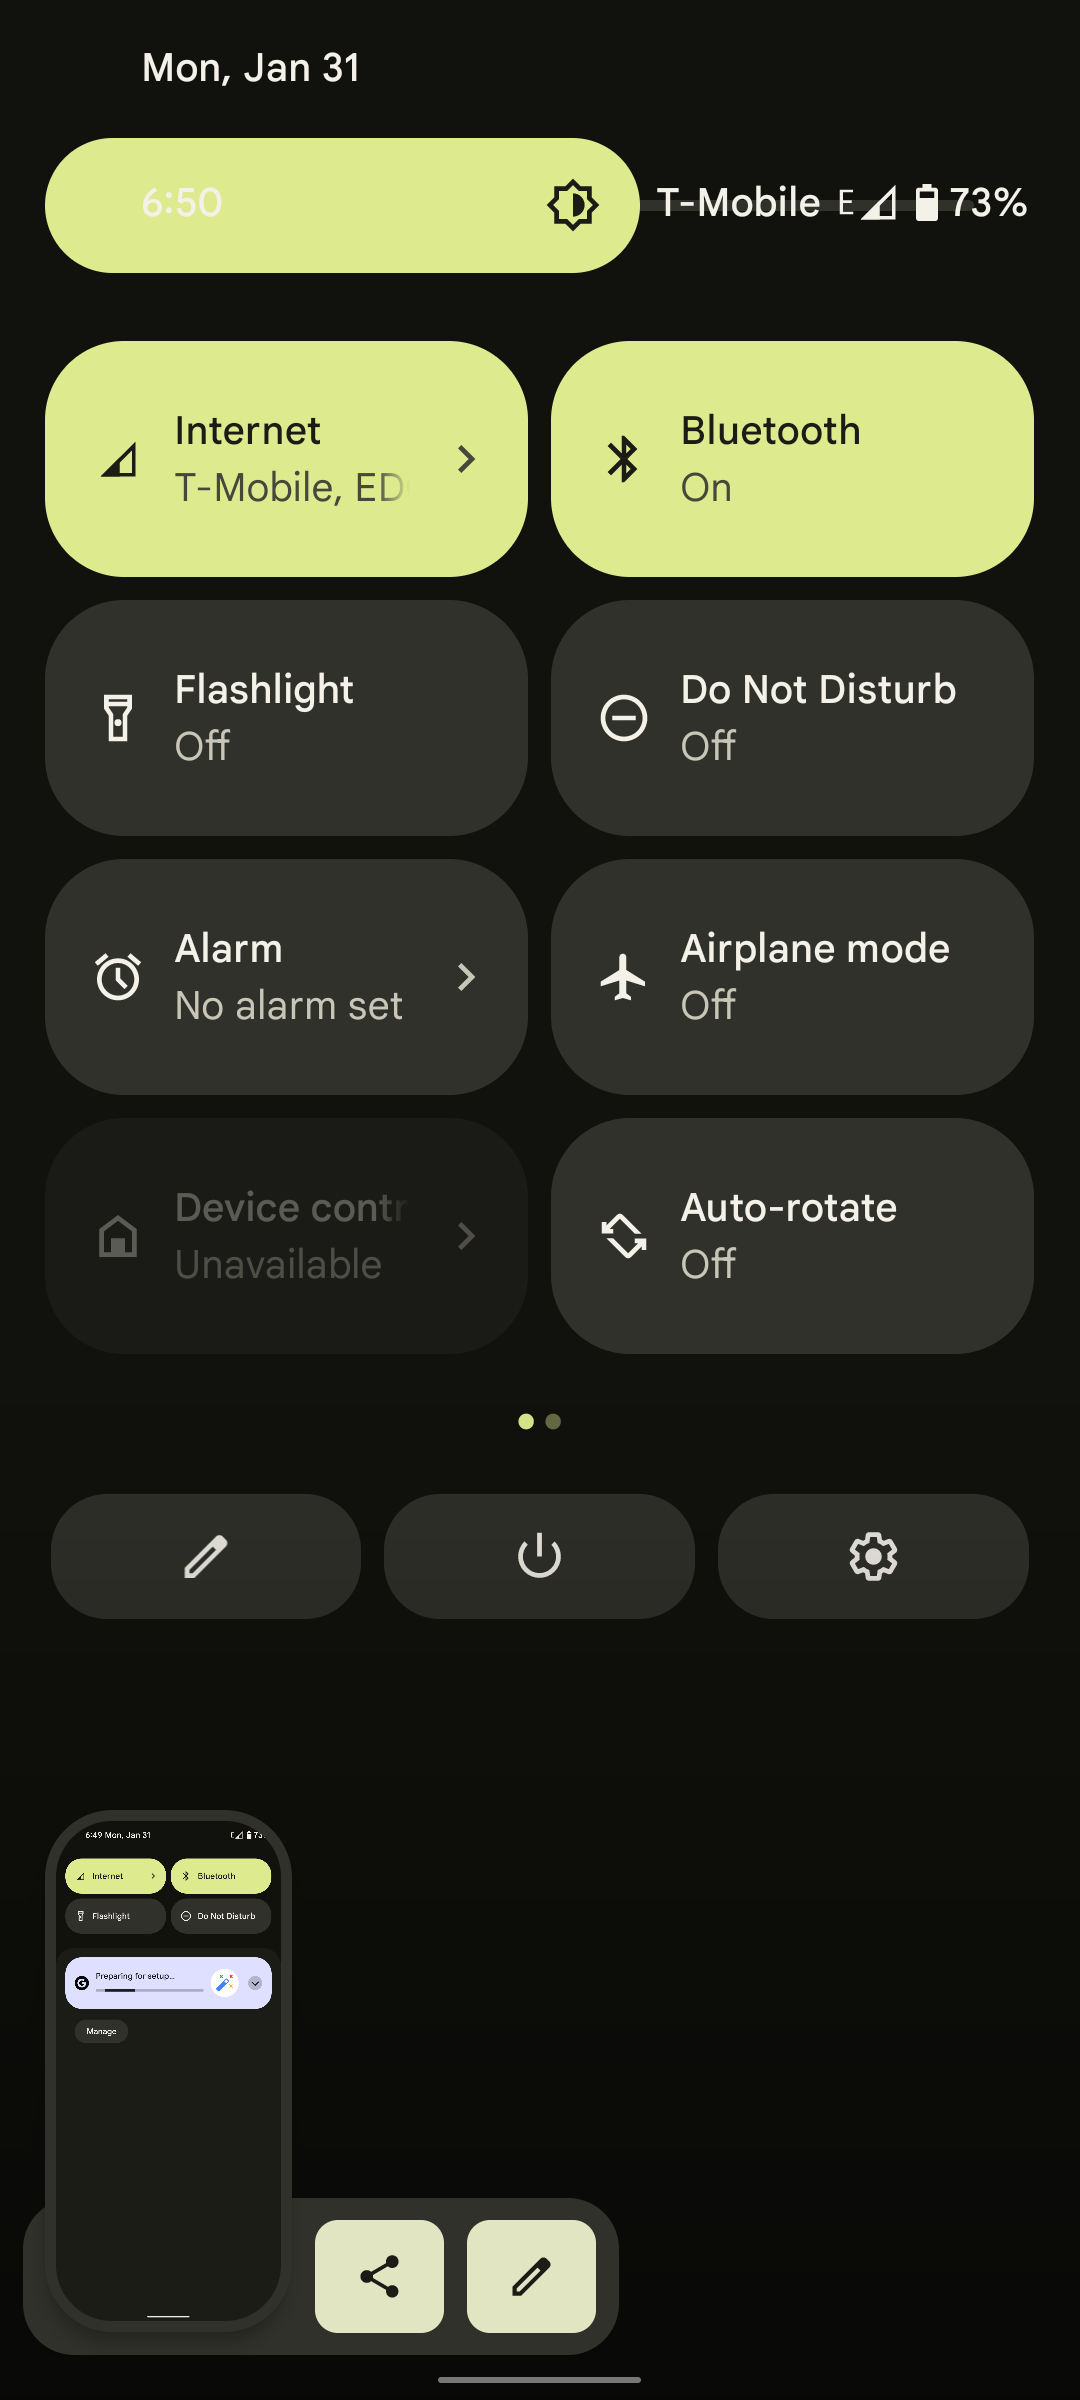 Mon, Jan 31
6:50
T-Mobile E 73%
Internet
T-Mobile, ED
Bluetooth
On
Flashlight
Off
Do Not Disturb
Off
Alarm
No alarm set
Airplane mode
Off
Device contr
Unavailable
Auto-rotate
Off
6:49 Mon, Jan 31
E 73
Internet
Bluetooth
Flashlight
Do Not Disturb
Preparing for setup...
Manage